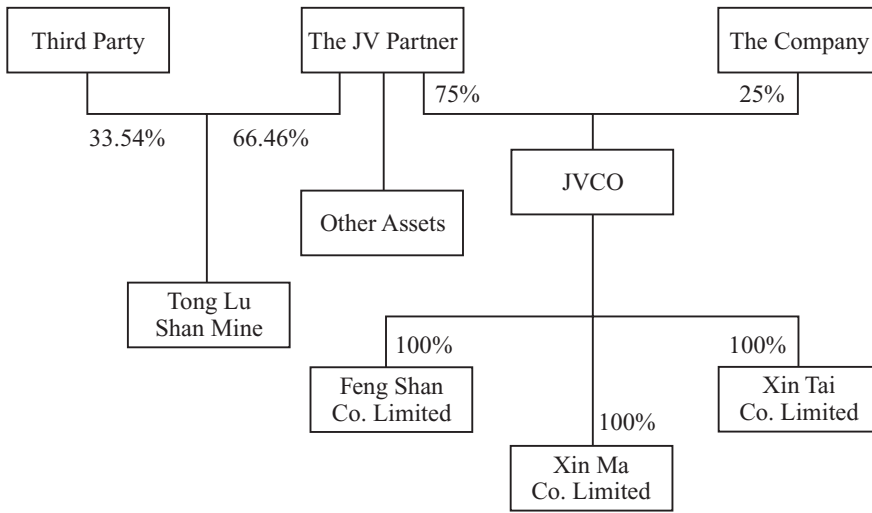 Third Party
The JV Partner
The Company
75%
25%
33.54%
66.46%
JVCO
Other Assets
Tong Lu
Shan Mine
100%
100%
Feng Shan
Co. Limited
Xin Tai
Co. Limited
100%
Xin Ma
Co. Limited